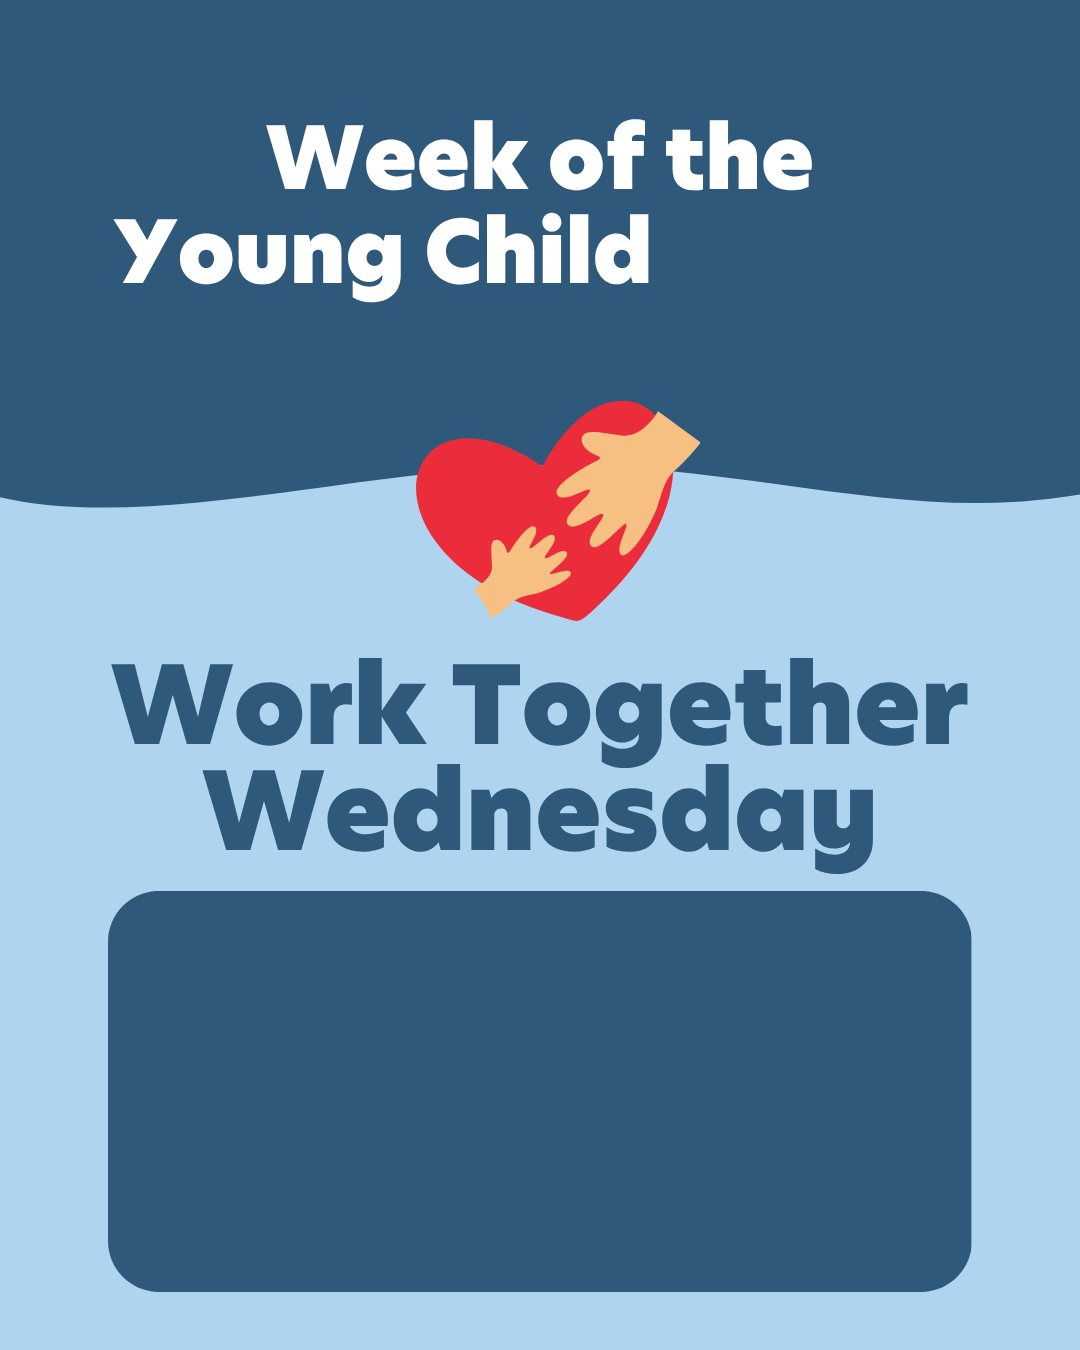 Week of the
Young Child
Work Together
Wednesday